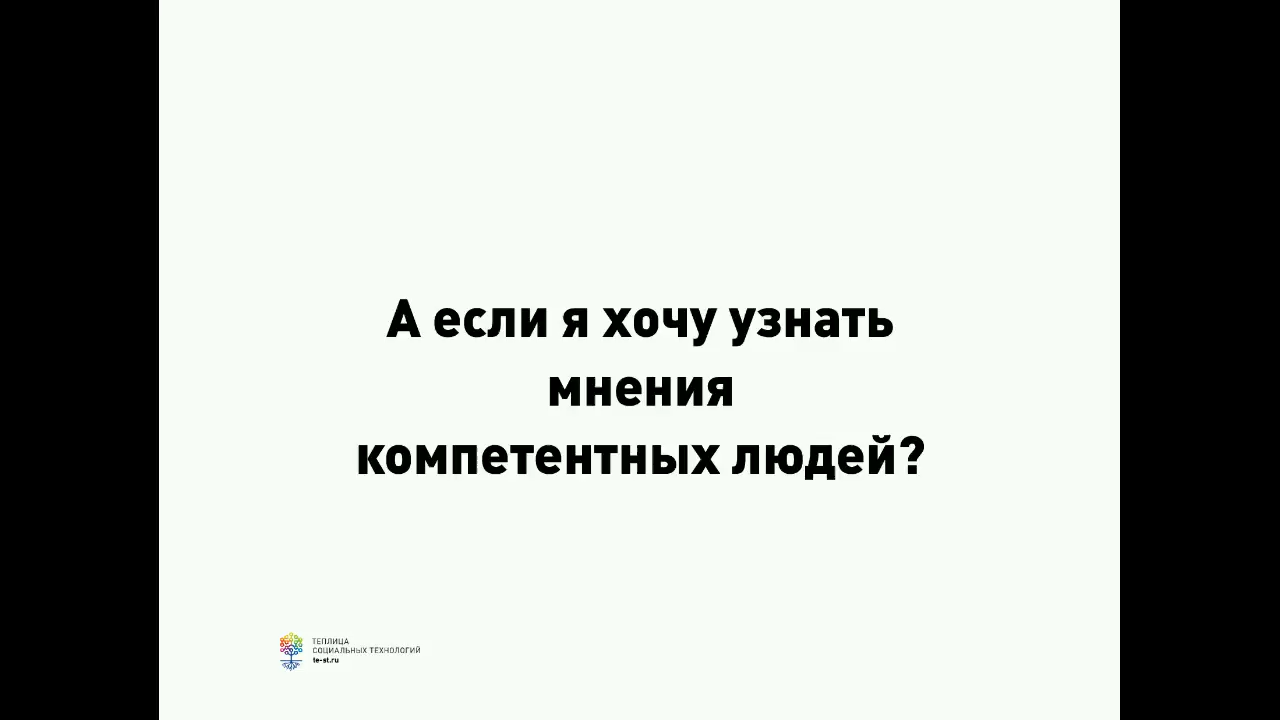 А если я хочу узнать
мнения
компетентных людей?
ТЕПЛИЦА
СОЦИАЛЬНЫХ ТЕХНОЛОГИЙ
te-st.ru